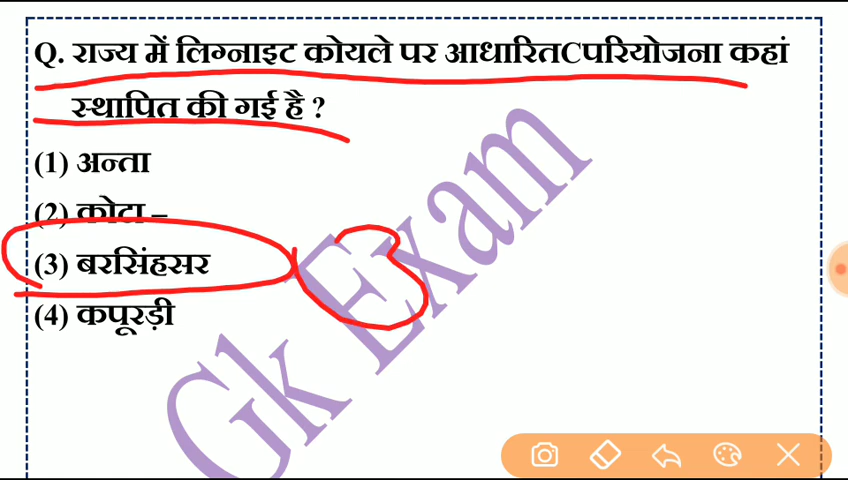 Q. राज्य में लिग्नाइट कोयले पर आधारितCपरियोजना कहां
स्थापित की गई है ?
(1) अन्ता
(2) कोटा –
(3) बरसिंहसर
(4) कपूरड़ी
Gk Exam